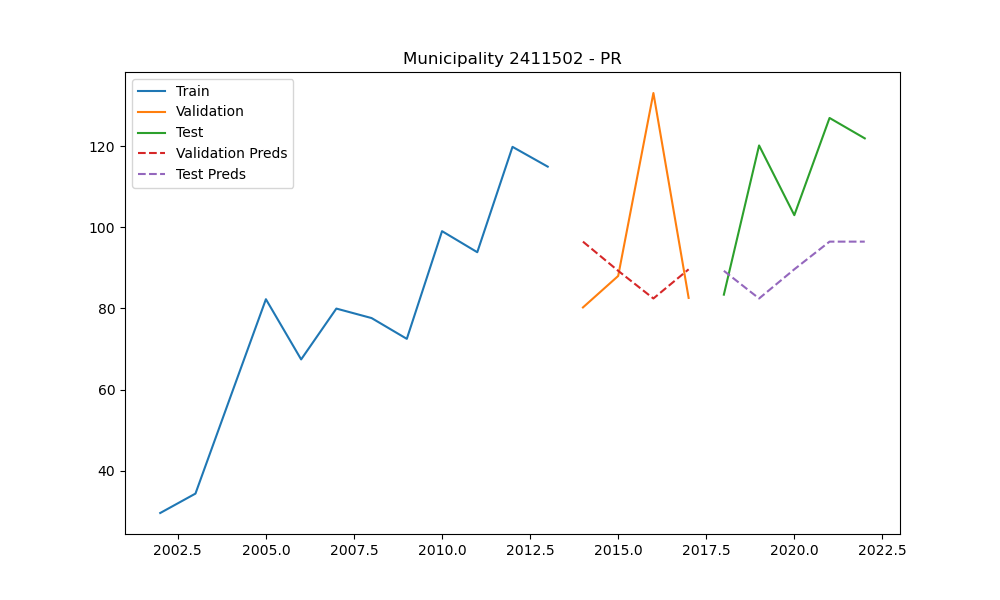 Municipality 2411502 - PR
Train
Validation
Test
Validation Preds
Test Preds
120
100
80
60
40
2002.5 2005.0 2007.5 2010.0 2012.5 2015.0 2017.5 2020.0 2022.5